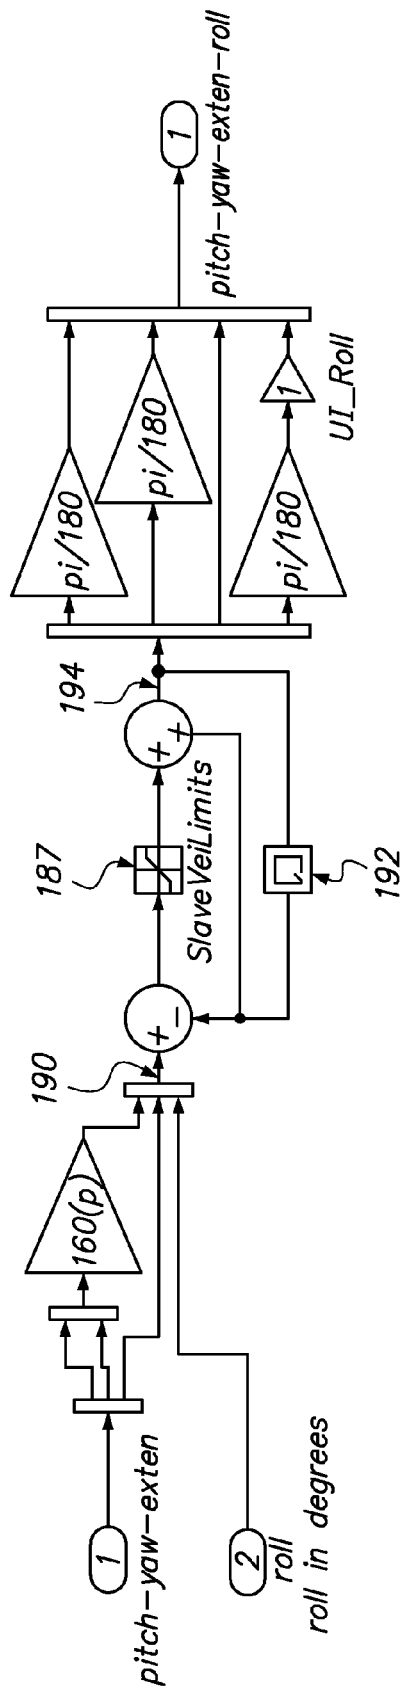 1
pitch-yaw-exten
2
roll
roll in degrees
160(p)
190
+
−
187
SlaveVelLimits
192
+
+
194
pi/180
pi/180
pi/180
1
UI_Roll
1
pitch-yaw-exten-roll